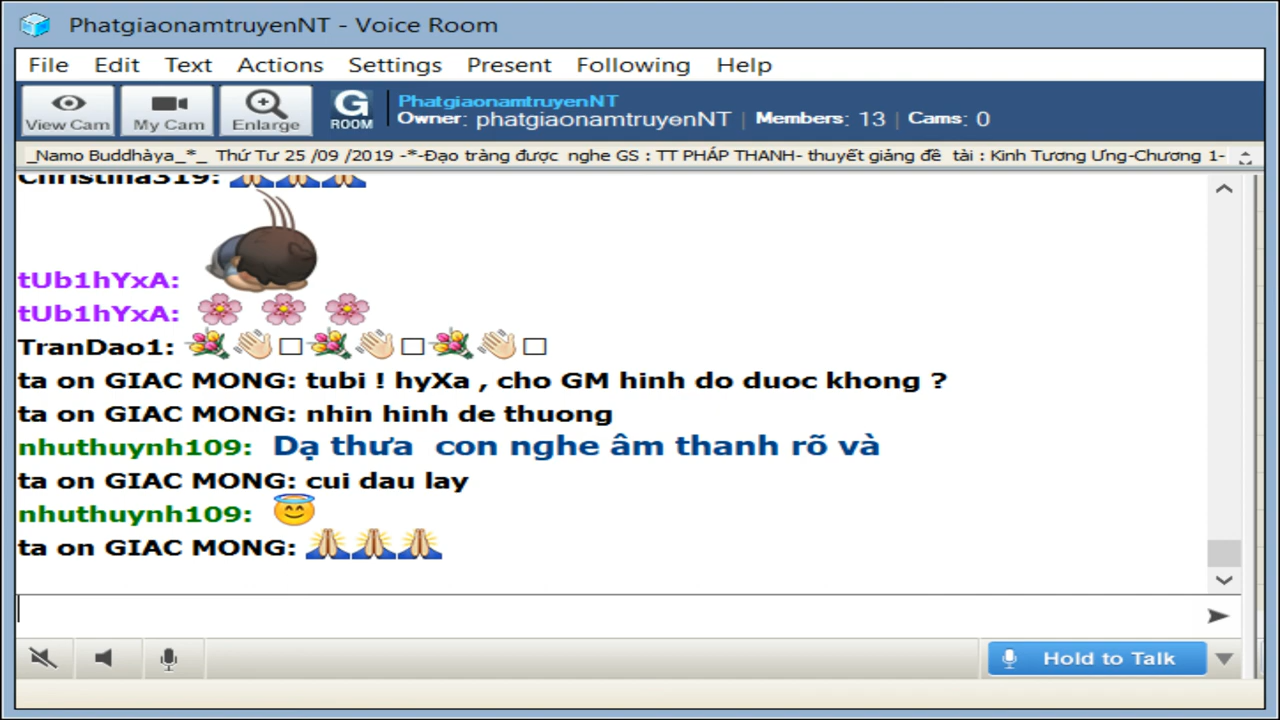 PhatgiaonamtruyenNT - Voice Room
File Edit Text Actions Settings Present Following Help
View Cam My Cam Enlarge G ROOM
PhatgiaonamtruyenNT
Owner: phatgiaonamtruyenNT | Members: 13 | Cams: 0
_Namo Buddhàya_*_ Thứ Tư 25 /09 /2019 -*-Đạo tràng được nghe GS : TT PHÁP THANH- thuyết giảng đề tài : Kinh Tương Ưng-Chương 1-
Christina319: 🙏🙏🙏
tUb1hYxA:
tUb1hYxA: 🌸 🌸 🌸
TranDao1: 💐👋🏻□💐👋🏻□💐👋🏻□
ta on GIAC MONG: tubi ! hyXa , cho GM hinh do duoc khong ?
ta on GIAC MONG: nhin hinh de thuong
nhuthuynh109: Dạ thưa con nghe âm thanh rõ và
ta on GIAC MONG: cui dau lay
nhuthuynh109: 😇
ta on GIAC MONG: 🙏🙏🙏
Hold to Talk